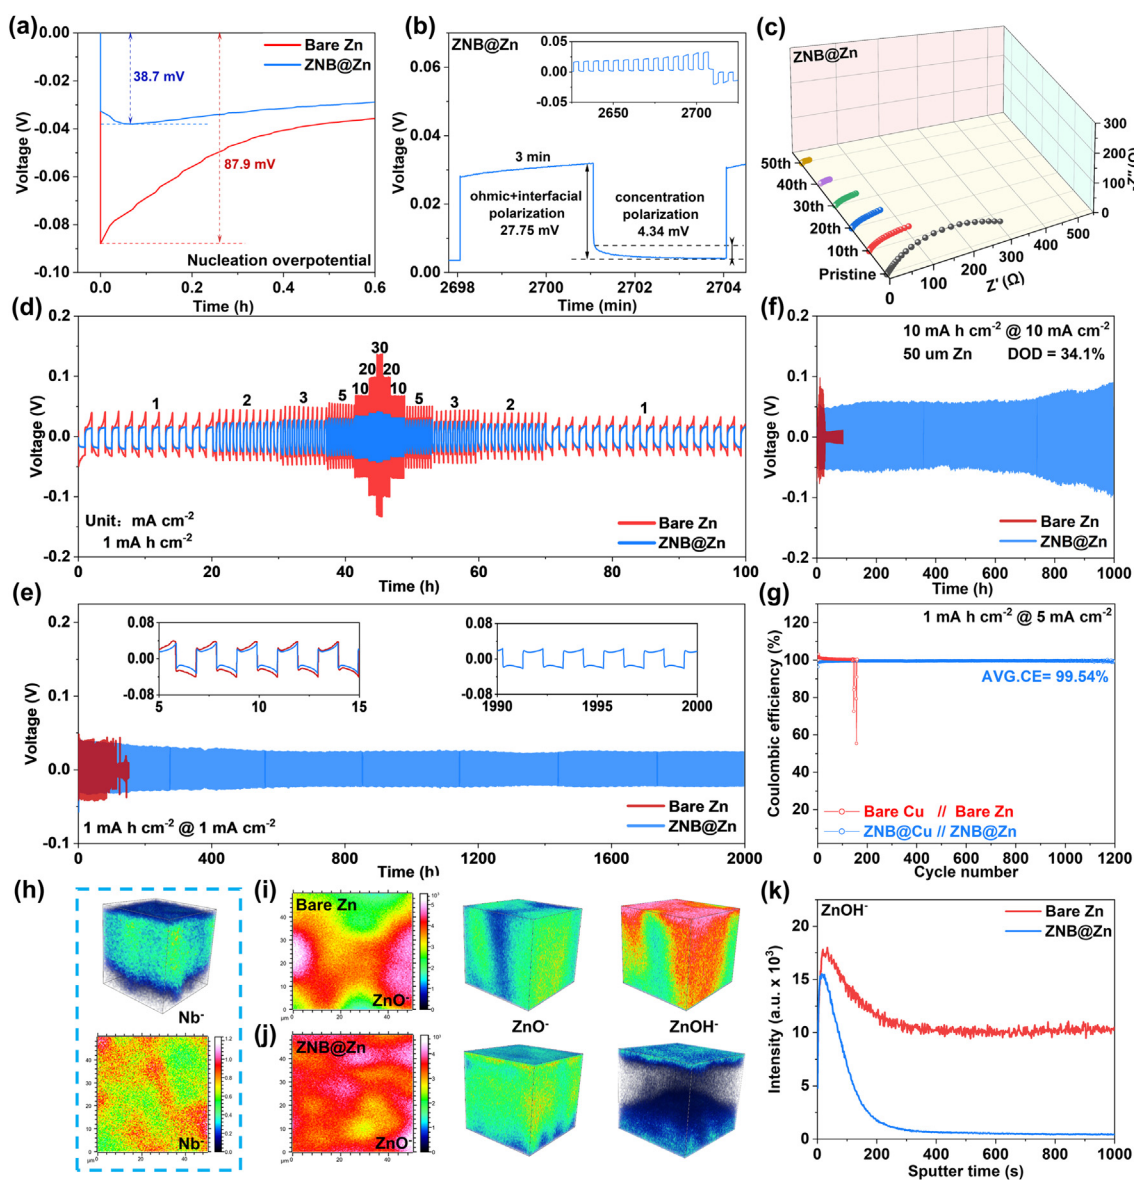 (a)
0.00
-0.02
-0.04
-0.06
-0.08
-0.10
Voltage (V)
Bare Zn
ZNB@Zn
38.7 mV
87.9 mV
Nucleation overpotential
0.0 0.2 0.4 0.6
Time (h)
(b)
ZNB@Zn
0.06
0.03
0.00
Voltage (V)
0.05
0.00
-0.05
2650 2700
3 min
ohmic+interfacial
polarization
27.75 mV
concentration
polarization
4.34 mV
2698 2700 2702 2704
Time (min)
(c)
ZNB@Zn
50th
40th
30th
20th
10th
Pristine
0 100 200 300 400 500
Z' (Ω)
300
200
100
0
-Z'' (Ω)
(d)
0.2
0.1
0.0
-0.1
-0.2
Voltage (V)
1 2 3 5 10 20 30 20 10 5 3 2 1
Unit: mA cm-2
1 mA h cm-2
Bare Zn
ZNB@Zn
0 20 40 60 80 100
Time (h)
(f)
0.2
0.1
0.0
-0.1
-0.2
Voltage (V)
10 mA h cm-2 @ 10 mA cm-2
50 um Zn DOD = 34.1%
Bare Zn
ZNB@Zn
0 200 400 600 800 1000
Time (h)
(e)
0.2
0.1
0.0
-0.1
Voltage (V)
0.08
0.00
-0.08
5 10 15
0.08
0.00
-0.08
1990 1995 2000
1 mA h cm-2 @ 1 mA cm-2
Bare Zn
ZNB@Zn
0 400 800 1200 1600 2000
Time (h)
(g)
120
100
80
60
40
20
Coulombic efficiency (%)
1 mA h cm-2 @ 5 mA cm-2
AVG.CE= 99.54%
Bare Cu // Bare Zn
ZNB@Cu // ZNB@Zn
0 200 400 600 800 1000 1200
Cycle number
(h)
Nb-
Nb-
(i)
Bare Zn
ZnO-
(j)
ZNB@Zn
ZnO-
ZnO-
ZnOH-
(k)
ZnOH-
Bare Zn
ZNB@Zn
20
15
10
5
0
Intensity (a.u. x 10³)
0 200 400 600 800 1000
Sputter time (s)